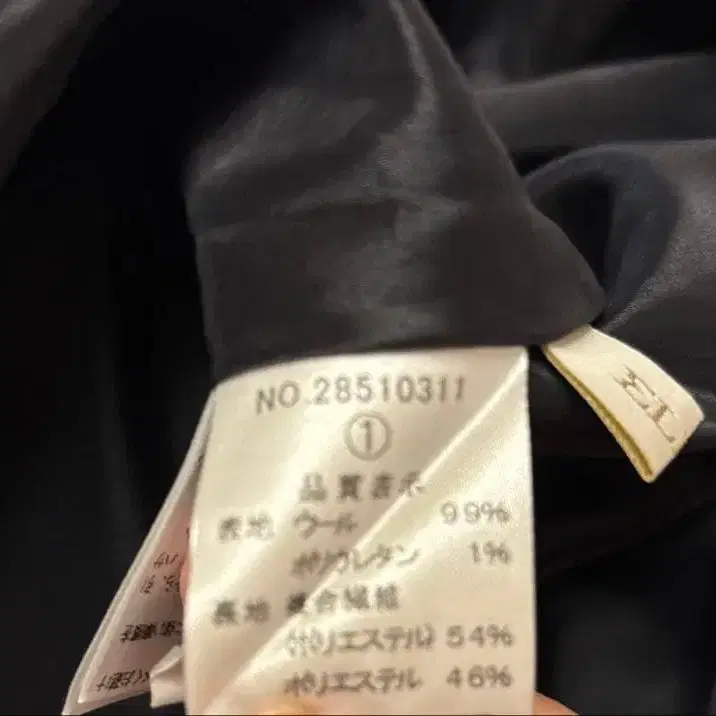 NO.28510311
①
品質表示
表地 ウール 99%
ポリウレタン 1%
裏地 複合繊維
(ポリエステル) 54%
ポリエステル 46%
EL